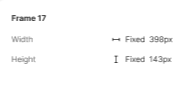 Frame 17
Width Fixed 398px
Height Fixed 143px